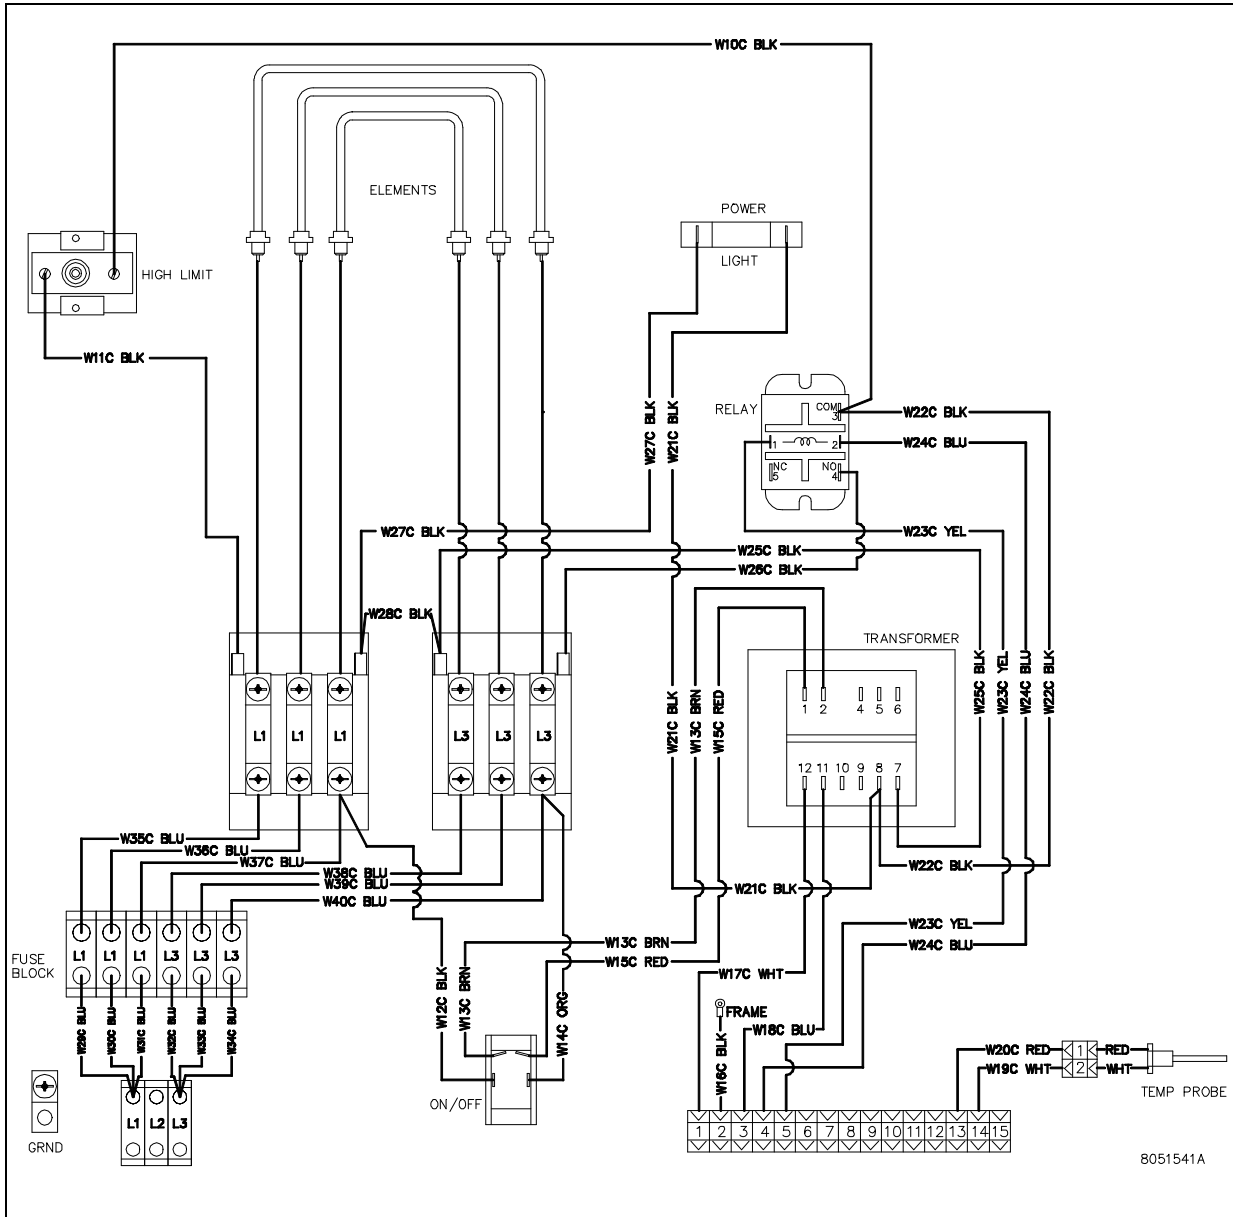 W10C BLK
ELEMENTS
POWER
LIGHT
HIGH LIMIT
W11C BLK
W27C BLK
W21C BLK
RELAY
COM
3
1
2
NC
5
NO
4
W22C BLK
W24C BLU
W27C BLK
W23C YEL
W25C BLK
W26C BLK
W28C BLK
TRANSFORMER
W21C BLK
W13C BRN
W15C RED
W25C BLK
W23C YEL
W24C BLU
W22C BLK
1 2 4 5 6
12 11 10 9 8 7
L1 L1 L1
L3 L3 L3
W35C BLU
W36C BLU
W37C BLU
W38C BLU
W39C BLU
W40C BLU
W22C BLK
W21C BLK
W23C YEL
W24C BLU
FUSE
BLOCK
L1 L1 L1 L3 L3 L3
W13C BRN
W15C RED
W17C WHT
W12C BLK
W13C BRN
W14C ORG
FRAME
W16C BLK
W18C BLU
W29C BLU
W30C BLU
W31C BLU
W32C BLU
W33C BLU
W34C BLU
W20C RED
1
RED
W19C WHT
2
WHT
TEMP PROBE
ON/OFF
GRND
L1 L2 L3
1 2 3 4 5 6 7 8 9 10 11 12 13 14 15
8051541A